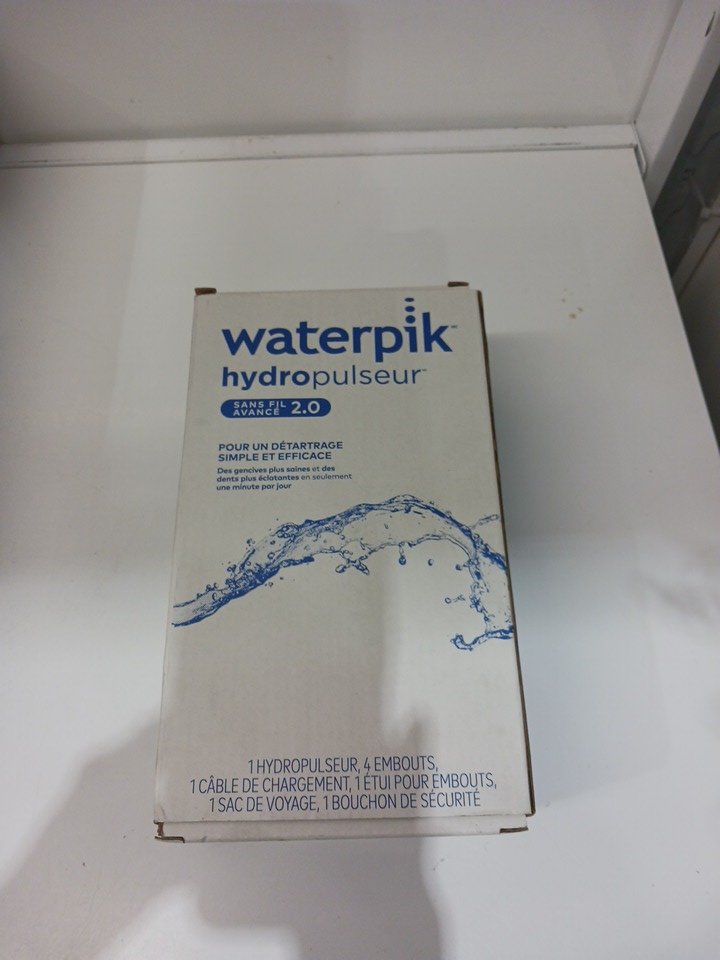 waterpik™
hydropulseur™
SANS FIL
AVANCÉ 2.0
POUR UN DÉTARTRAGE
SIMPLE ET EFFICACE
Des gencives plus saines et des
dents plus éclatantes en seulement
une minute par jour
1 HYDROPULSEUR, 4 EMBOUTS,
1 CÂBLE DE CHARGEMENT, 1 ÉTUI POUR EMBOUTS,
1 SAC DE VOYAGE, 1 BOUCHON DE SÉCURITÉ